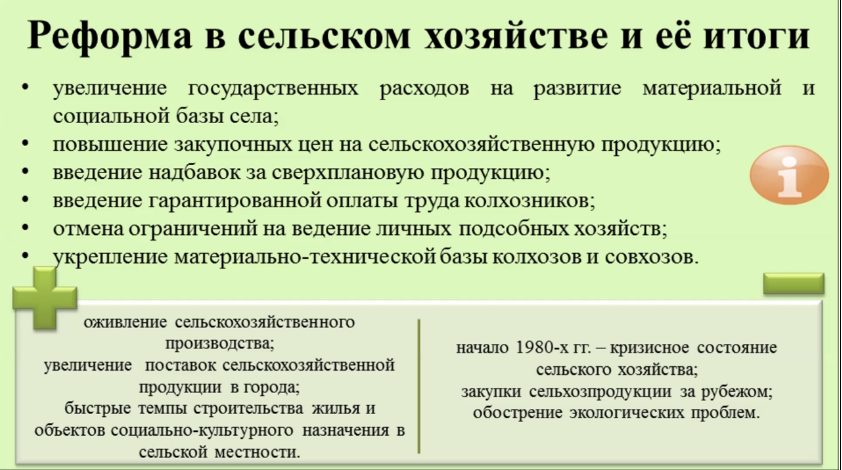 Реформа в сельском хозяйстве и её итоги
• увеличение государственных расходов на развитие материальной и
социальной базы села;
• повышение закупочных цен на сельскохозяйственную продукцию;
• введение надбавок за сверхплановую продукцию;
• введение гарантированной оплаты труда колхозников;
• отмена ограничений на ведение личных подсобных хозяйств;
• укрепление материально-технической базы колхозов и совхозов.
оживление сельскохозяйственного
производства;
увеличение поставок сельскохозяйственной
продукции в города;
быстрые темпы строительства жилья и
объектов социально-культурного назначения в
сельской местности.
начало 1980-х гг. – кризисное состояние
сельского хозяйства;
закупки сельхозпродукции за рубежом;
обострение экологических проблем.